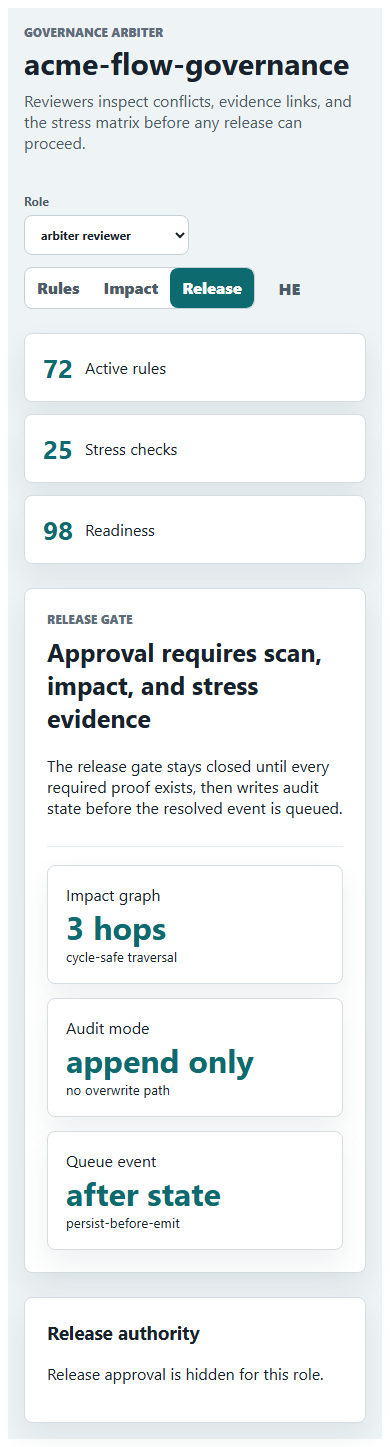 GOVERNANCE ARBITER
acme-flow-governance
Reviewers inspect conflicts, evidence links, and
the stress matrix before any release can
proceed.
Role
arbiter reviewer
Rules Impact Release HE
72 Active rules
25 Stress checks
98 Readiness
RELEASE GATE
Approval requires scan,
impact, and stress
evidence
The release gate stays closed until every
required proof exists, then writes audit
state before the resolved event is queued.
Impact graph
3 hops
cycle-safe traversal
Audit mode
append only
no overwrite path
Queue event
after state
persist-before-emit
Release authority
Release approval is hidden for this role.